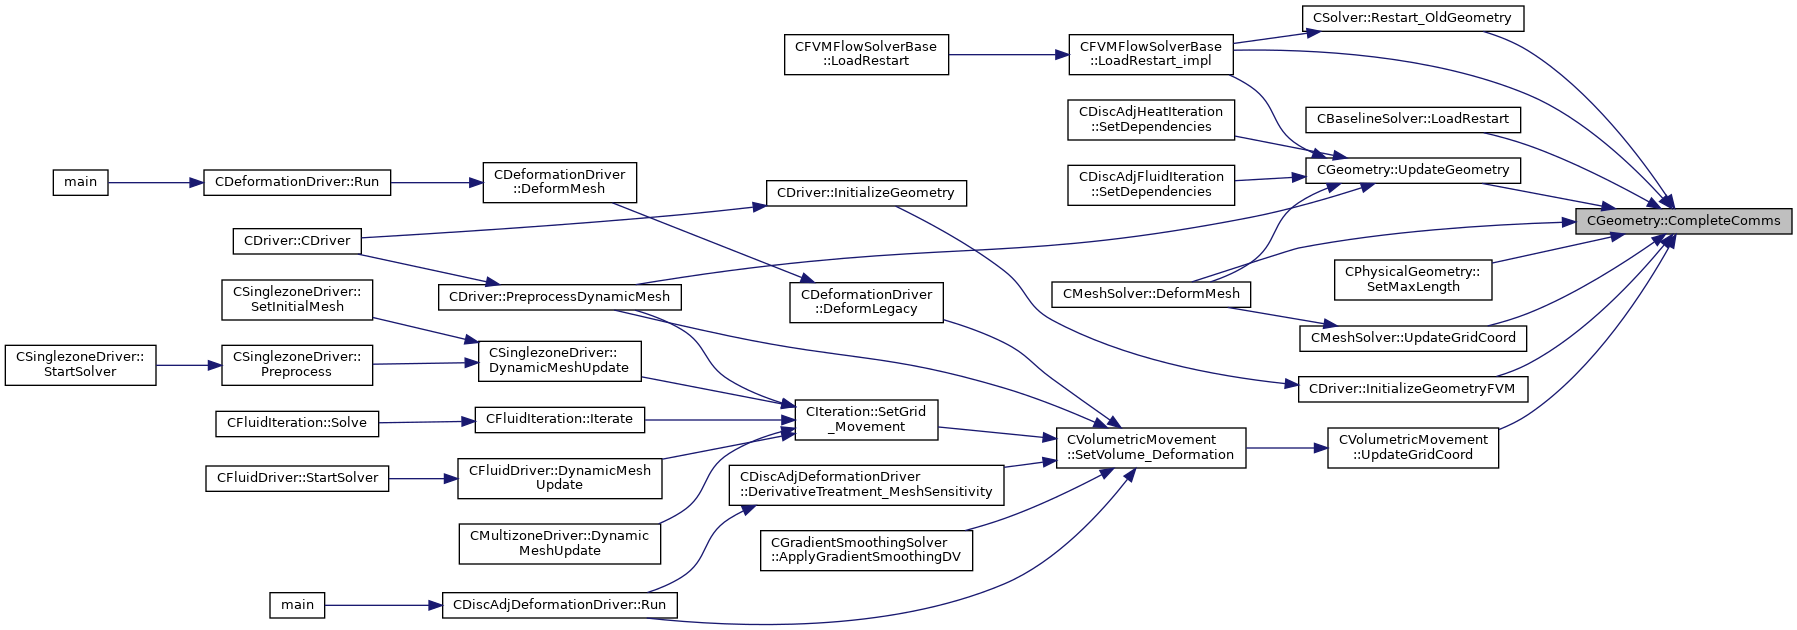 CSolver::Restart_OldGeometry
CFVMFlowSolverBase
::LoadRestart
CFVMFlowSolverBase
::LoadRestart_impl
CDiscAdjHeatIteration
::SetDependencies
CBaselineSolver::LoadRestart
main
CDeformationDriver::Run
CDeformationDriver
::DeformMesh
CGeometry::UpdateGeometry
CDiscAdjFluidIteration
::SetDependencies
CDriver::InitializeGeometry
CGeometry::CompleteComms
CDriver::CDriver
CPhysicalGeometry::
SetMaxLength
CSinglezoneDriver::
SetInitialMesh
CDriver::PreprocessDynamicMesh
CDeformationDriver
::DeformLegacy
CMeshSolver::DeformMesh
CMeshSolver::UpdateGridCoord
CSinglezoneDriver::
StartSolver
CSinglezoneDriver::
Preprocess
CSinglezoneDriver::
DynamicMeshUpdate
CDriver::InitializeGeometryFVM
CFluidIteration::Solve
CFluidIteration::Iterate
CIteration::SetGrid
_Movement
CVolumetricMovement
::SetVolume_Deformation
CVolumetricMovement
::UpdateGridCoord
CFluidDriver::StartSolver
CFluidDriver::DynamicMesh
Update
CDiscAdjDeformationDriver
::DerivativeTreatment_MeshSensitivity
CMultizoneDriver::Dynamic
MeshUpdate
CGradientSmoothingSolver
::ApplyGradientSmoothingDV
main
CDiscAdjDeformationDriver::Run